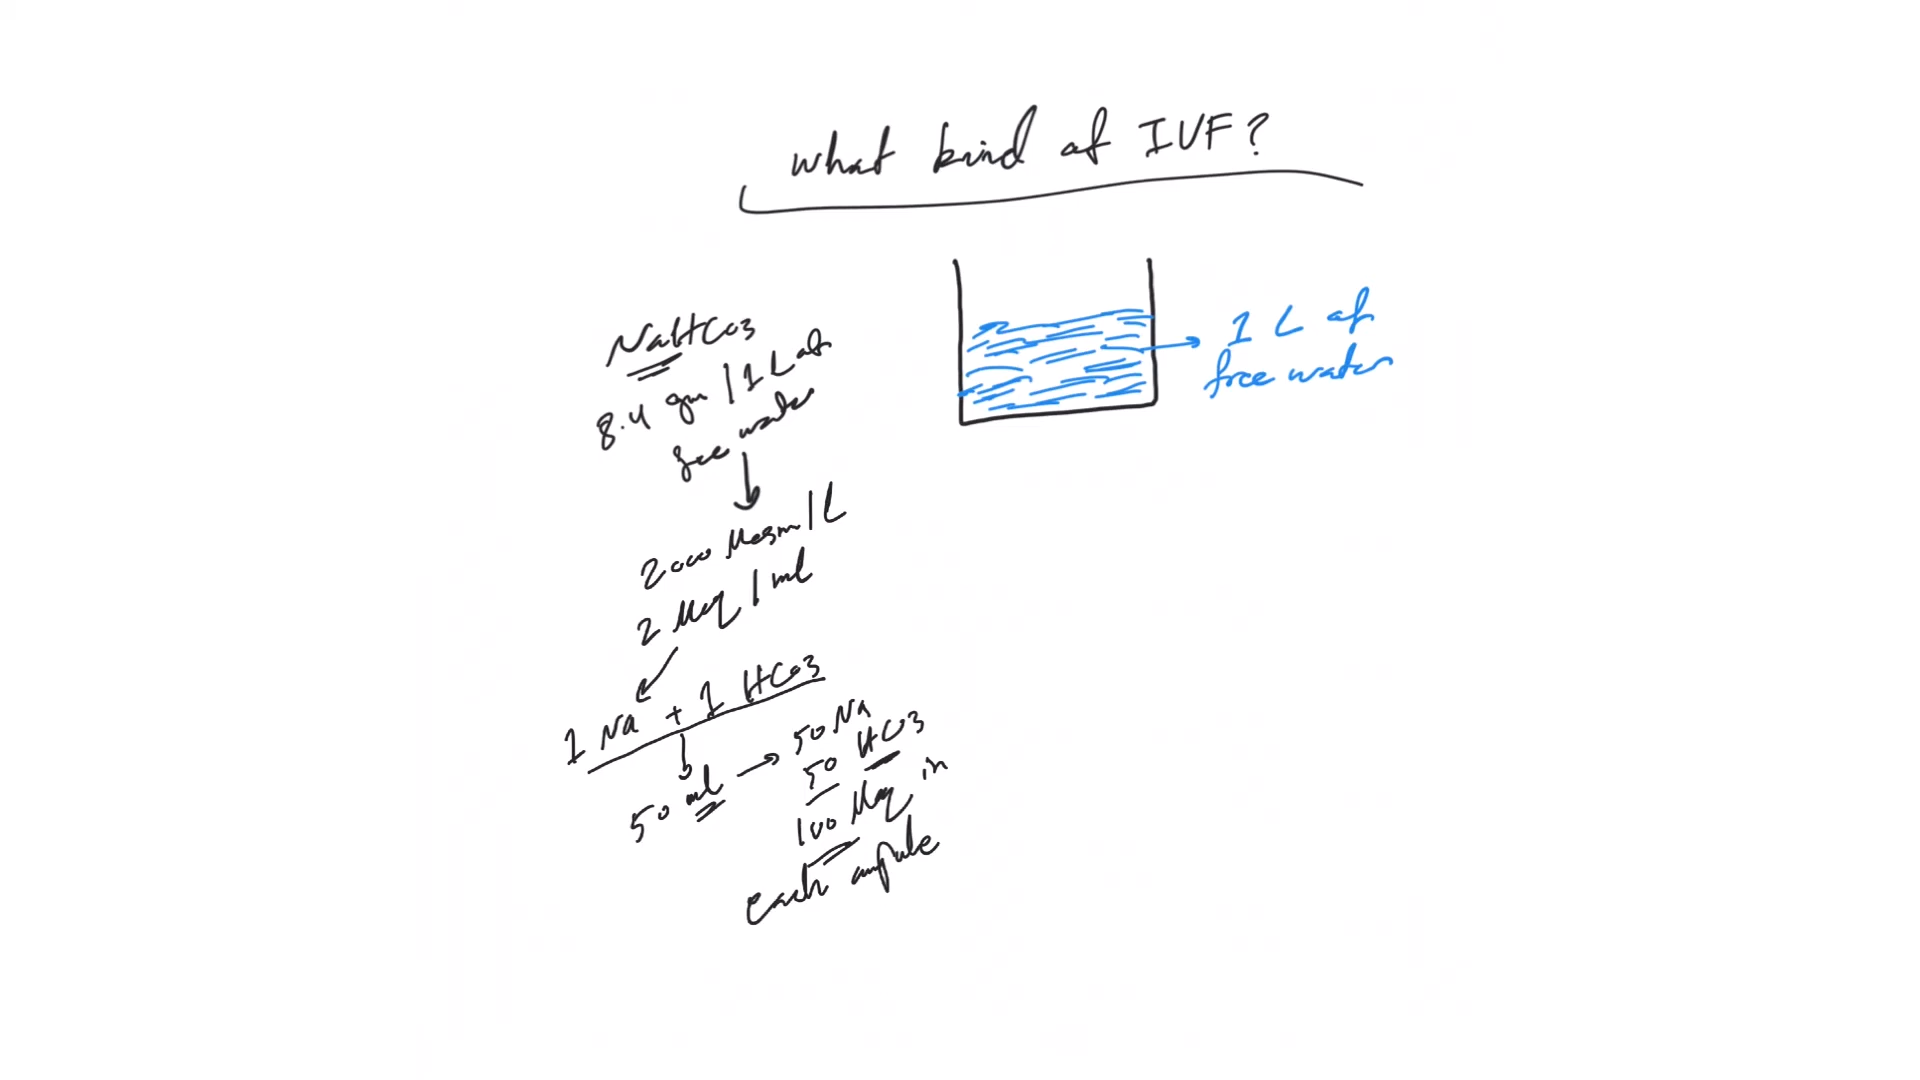 what kind of IVF?
NaHCO3
8.4 gm / 1 L of
free water
2000 Mosm / L
2 Meq / ml
1 Na + 1 HCO3
50 ml → 50 Na
50 HCO3
100 Meq in
each ampule
1 L of
free water